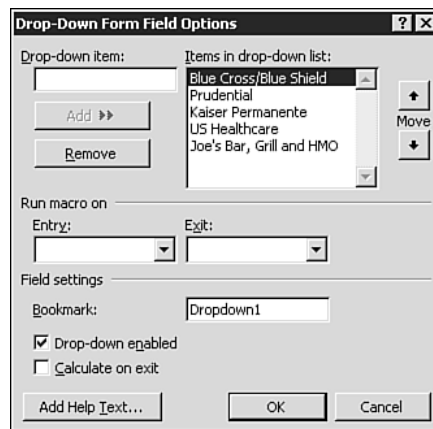 Drop-Down Form Field Options
Drop-down item:
Items in drop-down list:
Blue Cross/Blue Shield
Prudential
Kaiser Permanente
US Healthcare
Joe's Bar, Grill and HMO
Add
Remove
Move
Run macro on
Entry:
Exit:
Field settings
Bookmark:
Dropdown1
Drop-down enabled
Calculate on exit
Add Help Text...
OK
Cancel